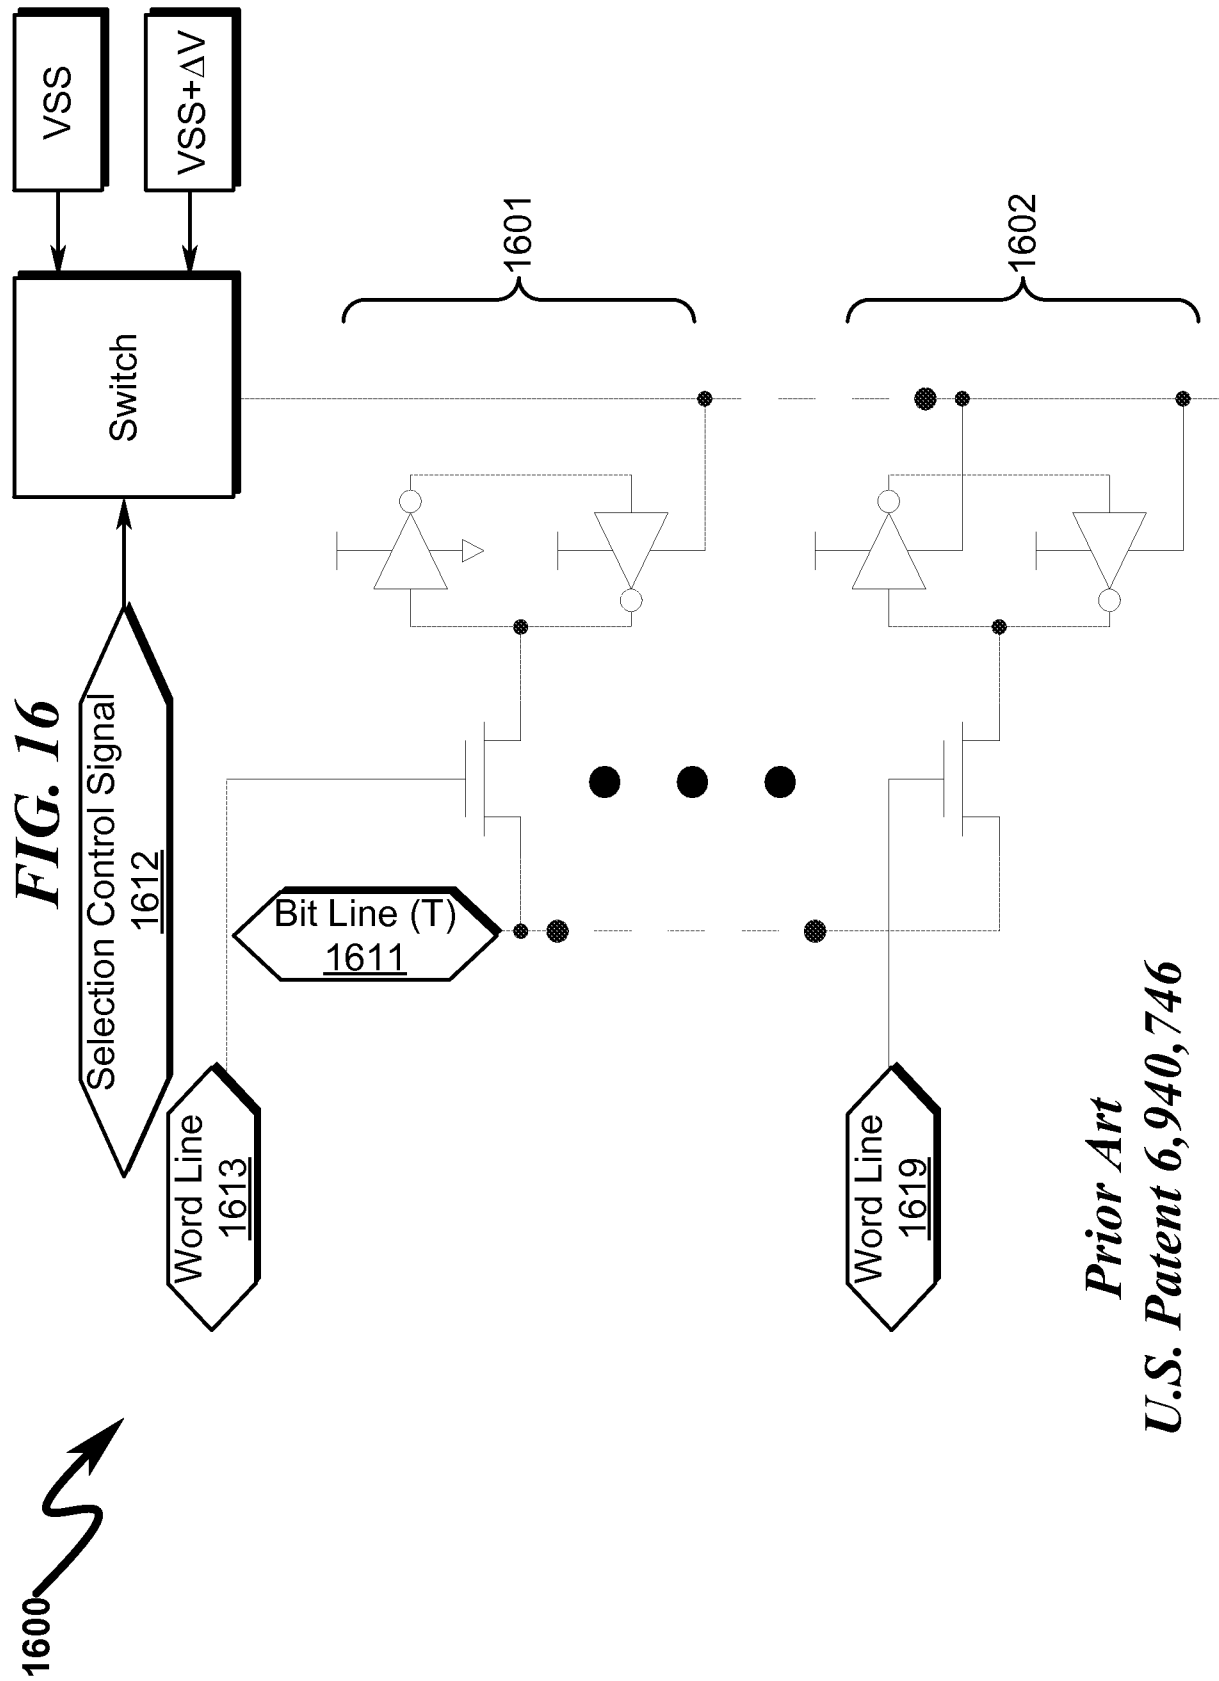 1600
FIG. 16
Selection Control Signal
1612
Switch
VSS
VSS+ΔV
Word Line
1613
Bit Line (T)
1611
1601
Word Line
1619
1602
Prior Art
U.S. Patent 6,940,746